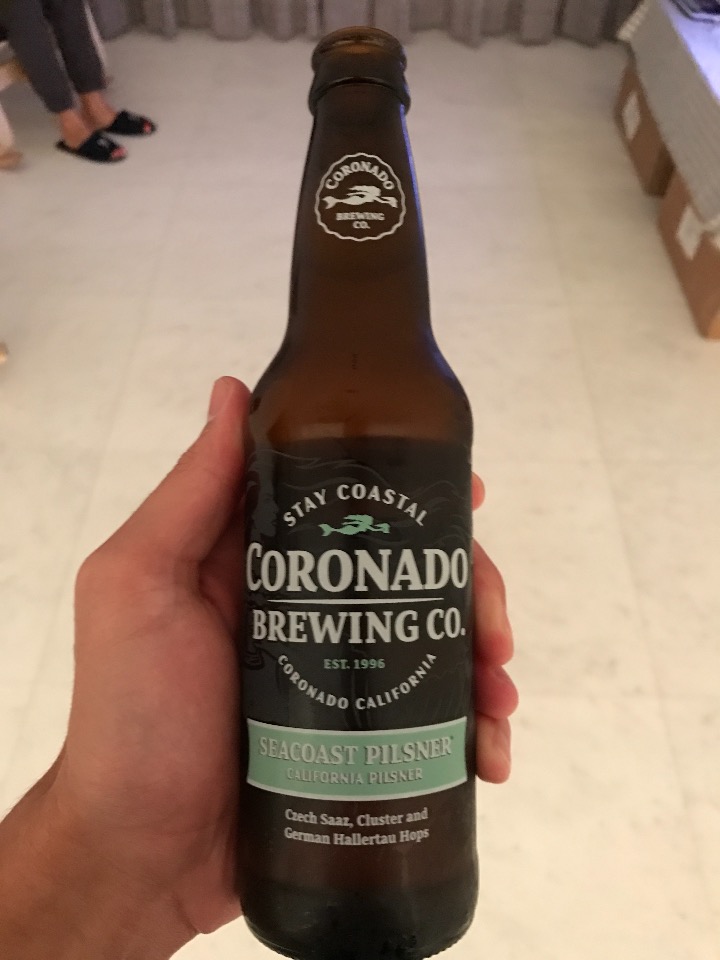 CORONADO
BREWING
CO.
STAY COASTAL
CORONADO
BREWING CO.
EST. 1996
CORONADO CALIFORNIA
SEACOAST PILSNER
CALIFORNIA PILSNER
Czech Saaz, Cluster and
German Hallertau Hops